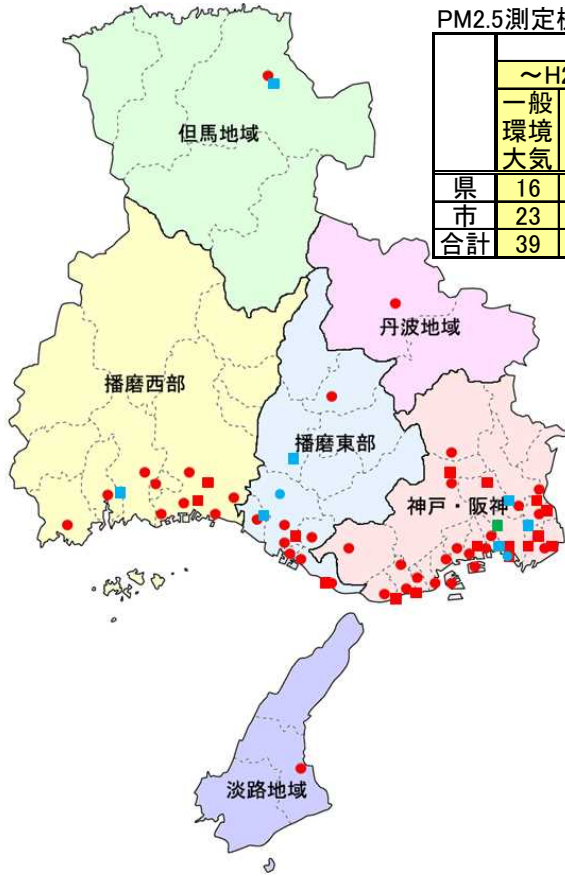 PM2.5測定
～H2
一般
環境
大気
県 16
市 23
合計 39
但馬地域
丹波地域
播磨西部
播磨東部
神戸・阪神
淡路地域